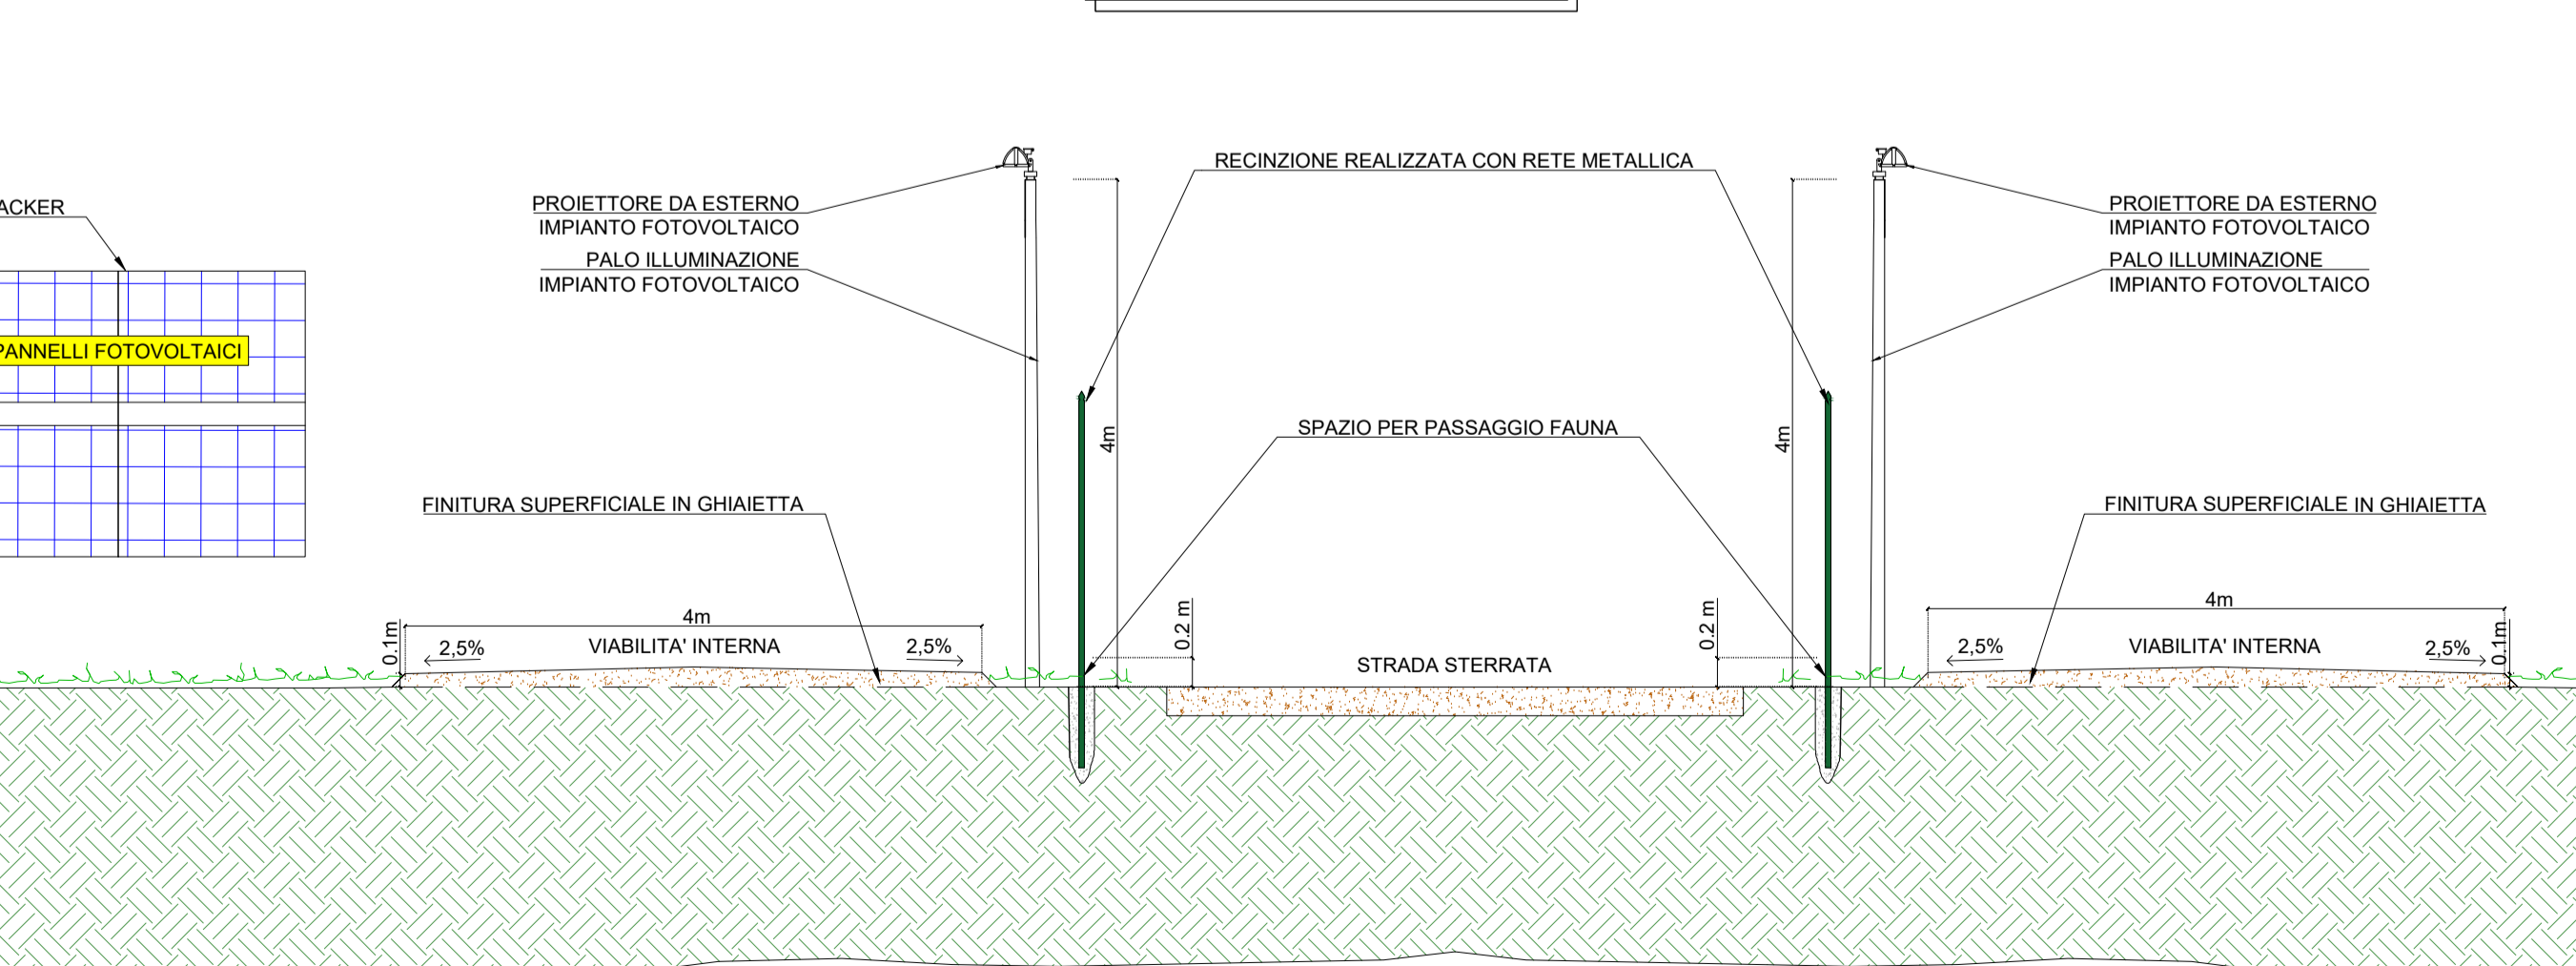 RECINZIONE REALIZZATA CON RETE METALLICA
ACKER
PROIETTORE DA ESTERNO
IMPIANTO FOTOVOLTAICO
PROIETTORE DA ESTERNO
IMPIANTO FOTOVOLTAICO
PALO ILLUMINAZIONE
IMPIANTO FOTOVOLTAICO
PALO ILLUMINAZIONE
IMPIANTO FOTOVOLTAICO
PANNELLI FOTOVOLTAICI
SPAZIO PER PASSAGGIO FAUNA
4m
4m
FINITURA SUPERFICIALE IN GHIAIETTA
FINITURA SUPERFICIALE IN GHIAIETTA
4m
4m
0.1m
2,5%
VIABILITA' INTERNA
2,5%
0.2 m
STRADA STERRATA
0.2 m
2,5%
VIABILITA' INTERNA
2,5%
0.1m